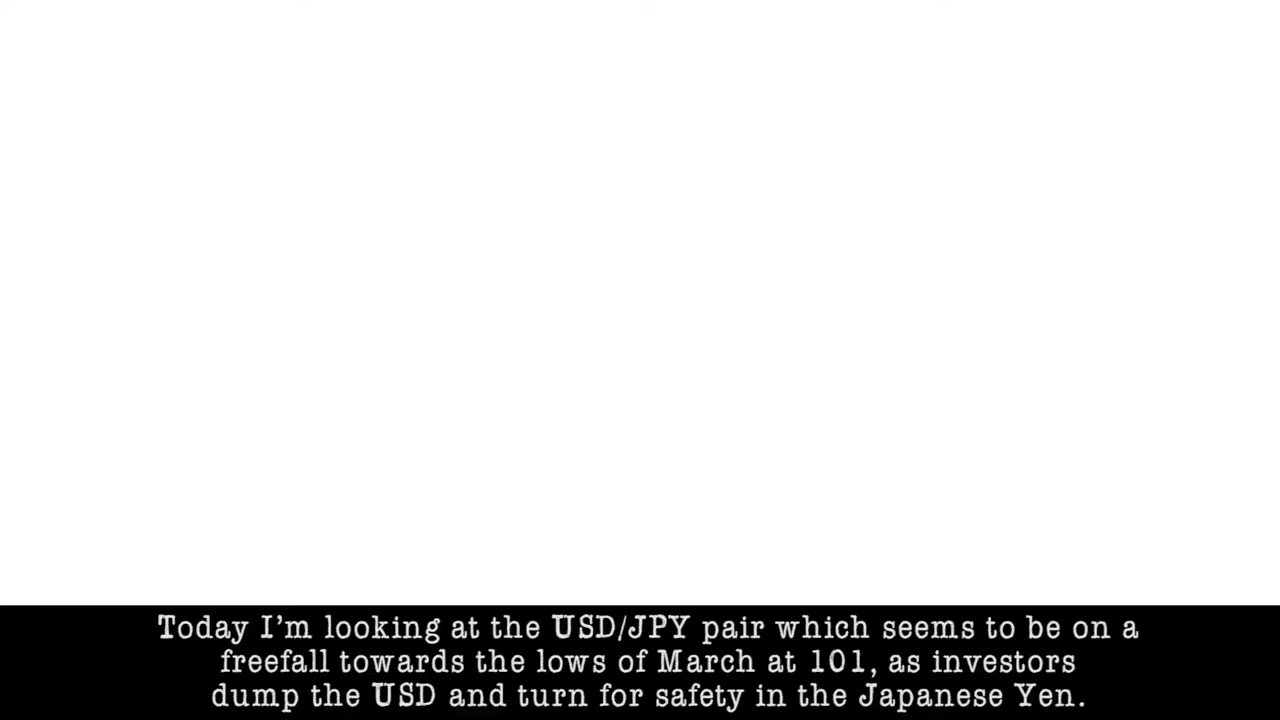 Today I'm looking at the USD/JPY pair which seems to be on a
freefall towards the lows of March at 101, as investors
dump the USD and turn for safety in the Japanese Yen.